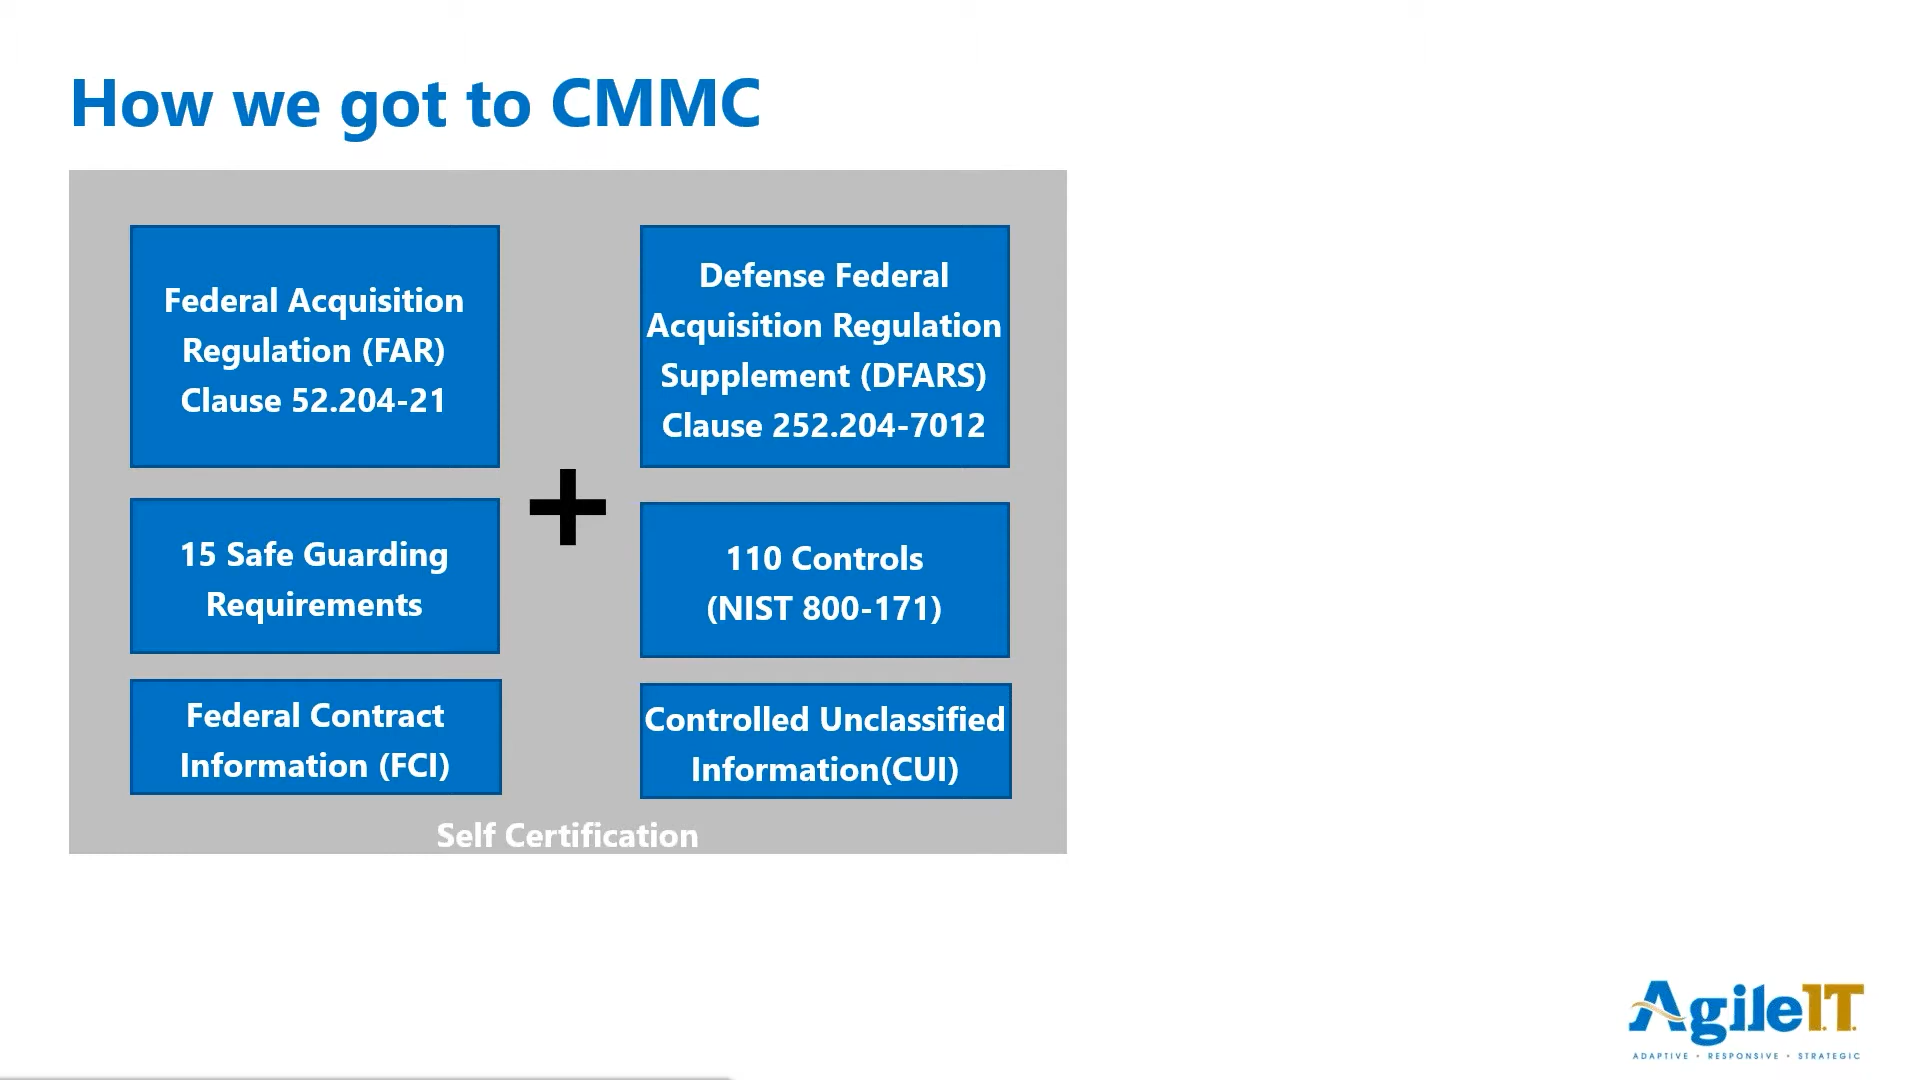 How we got to CMMC
Federal Acquisition
Regulation (FAR)
Clause 52.204-21
Defense Federal
Acquisition Regulation
Supplement (DFARS)
Clause 252.204-7012
+
15 Safe Guarding
Requirements
110 Controls
(NIST 800-171)
Federal Contract
Information (FCI)
Controlled Unclassified
Information(CUI)
Self Certification
AgileIT
ADAPTIVE • RESPONSIVE • STRATEGIC